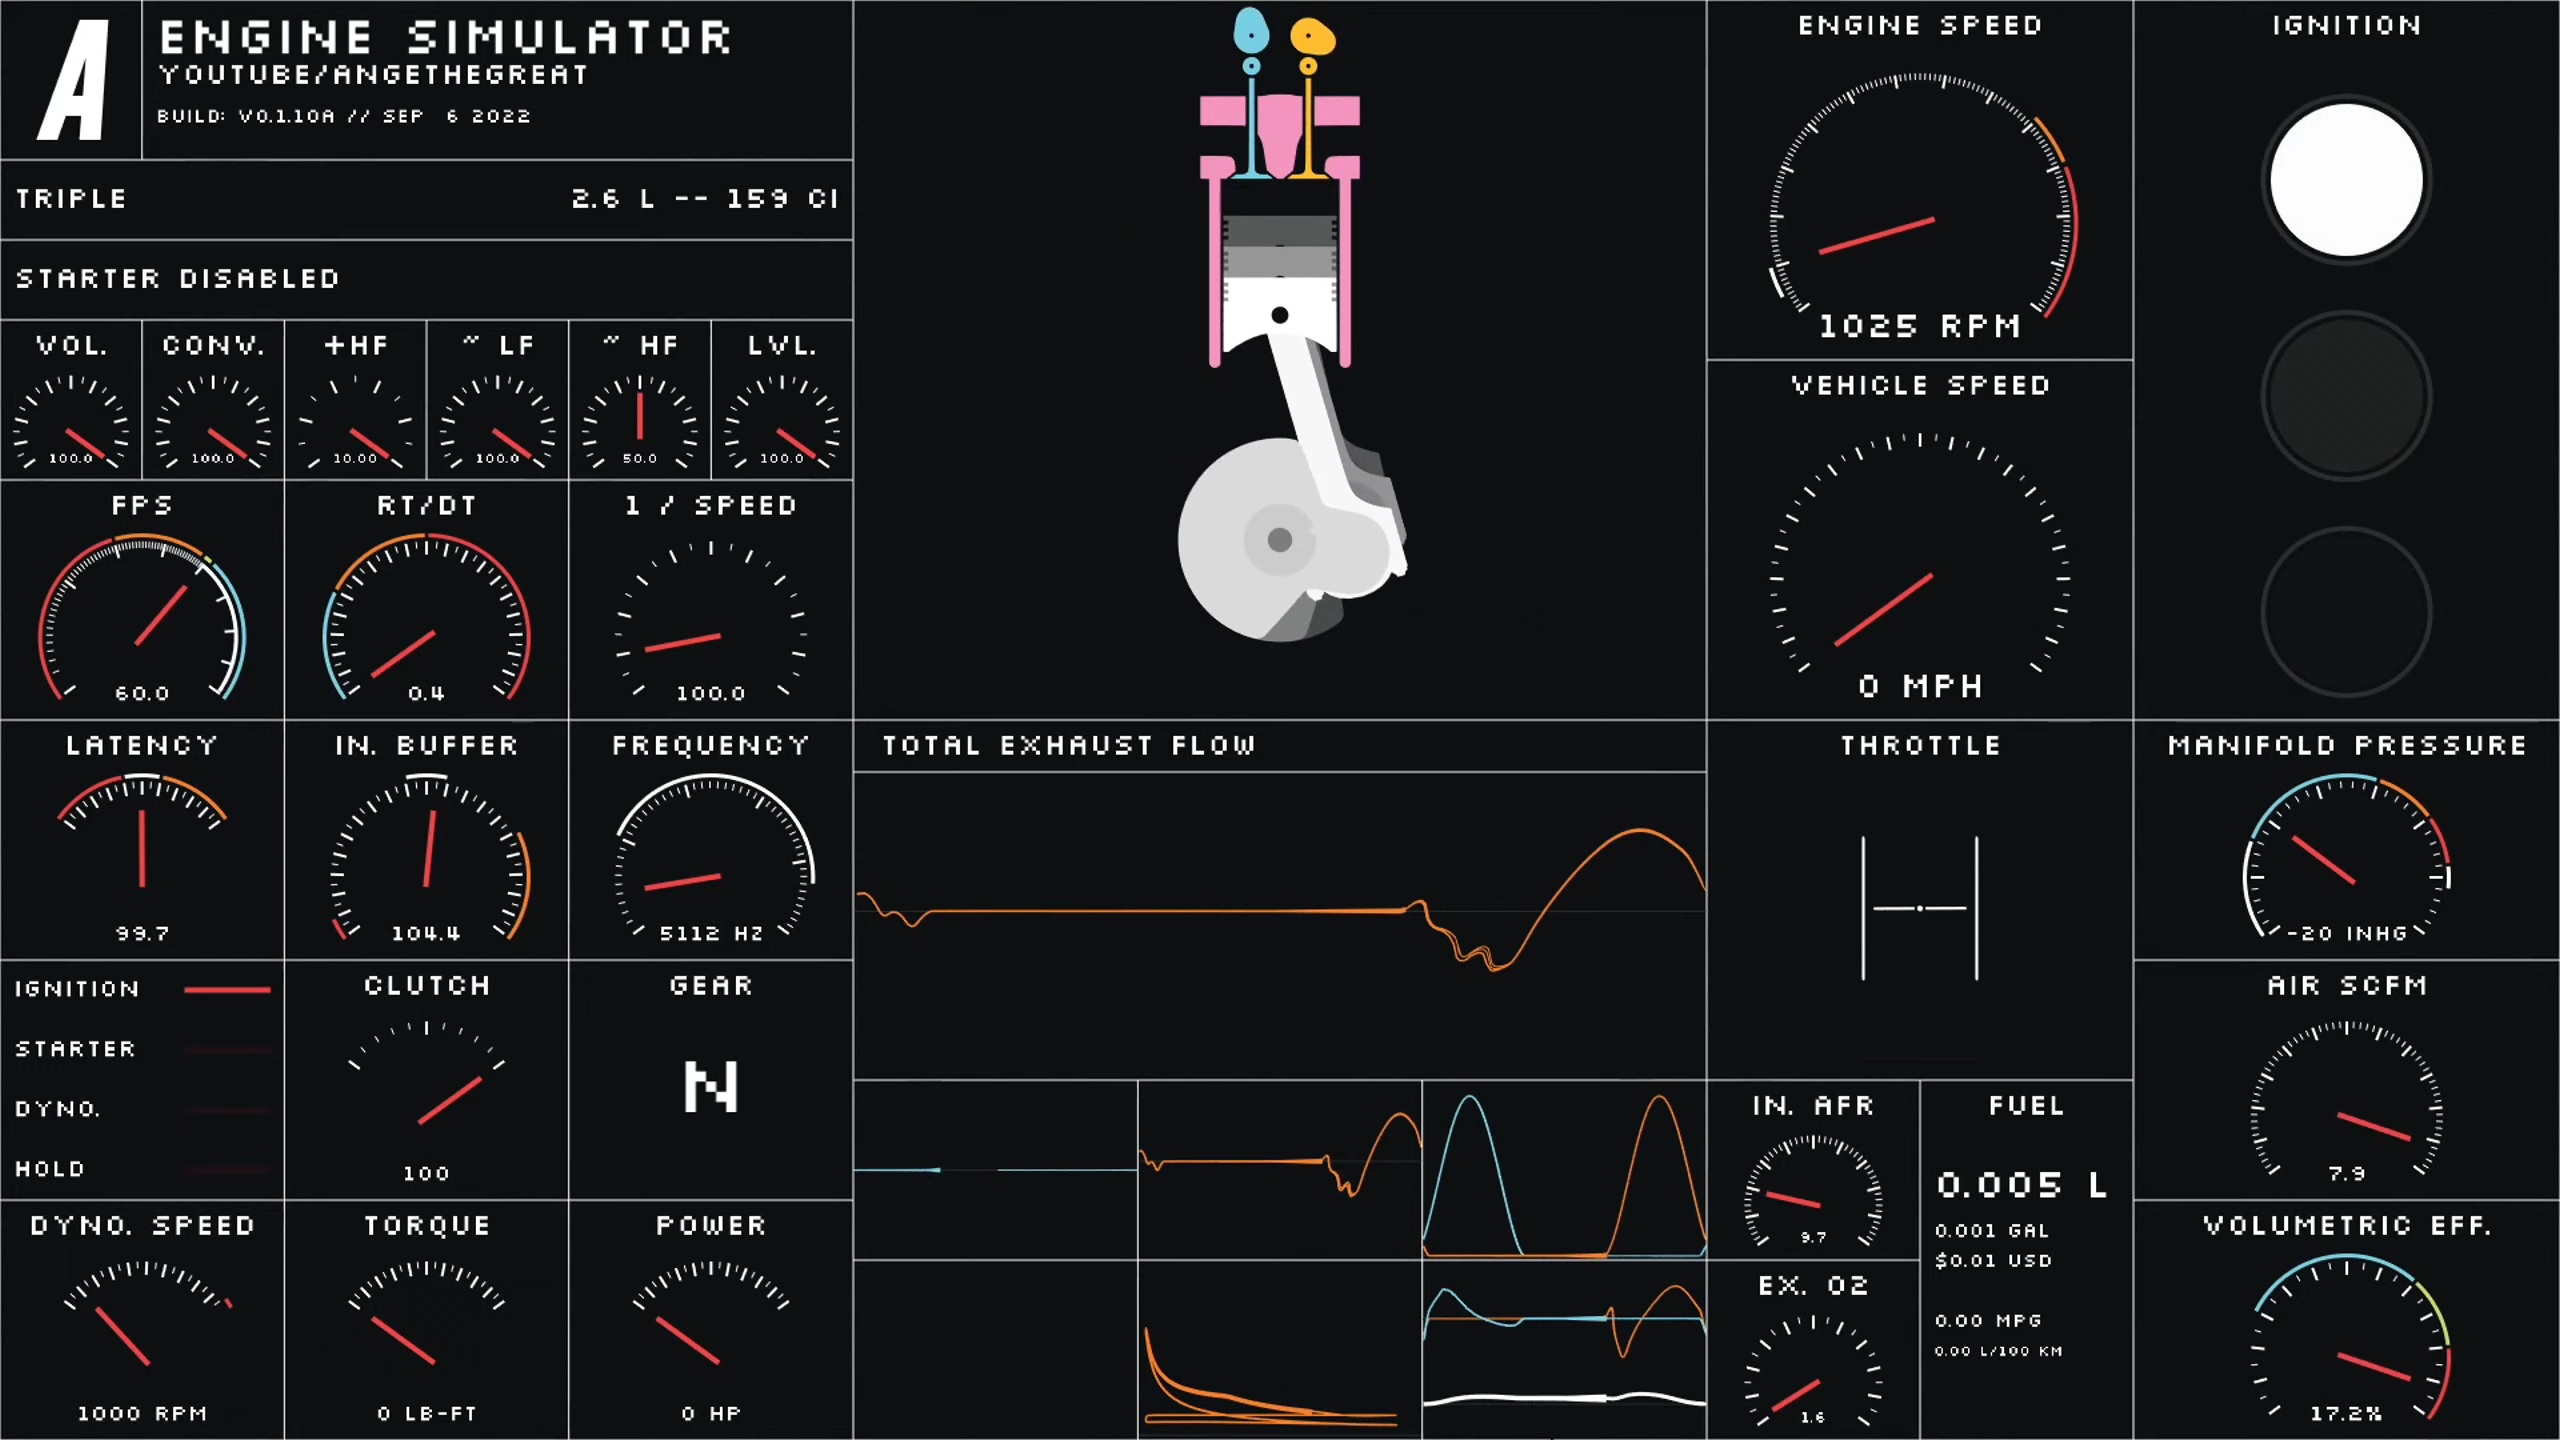 A
ENGINE SIMULATOR
YOUTUBE/ANGETHEGREAT
BUILD: V0.1.10A // SEP 6 2022
TRIPLE
2.6 L -- 159 CI
STARTER DISABLED
VOL.
100.0
CONV.
100.0
+HF
10.00
~ LF
100.0
~ HF
50.0
LVL.
100.0
FPS
60.0
RT/DT
0.4
1 / SPEED
100.0
LATENCY
99.7
IN. BUFFER
104.4
FREQUENCY
5112 HZ
IGNITION
STARTER
DYNO.
HOLD
CLUTCH
100
GEAR
N
DYNO. SPEED
1000 RPM
TORQUE
0 LB-FT
POWER
0 HP
TOTAL EXHAUST FLOW
ENGINE SPEED
1025 RPM
VEHICLE SPEED
0 MPH
THROTTLE
IN. AFR
9.7
EX. O2
1.6
FUEL
0.005 L
0.001 GAL
$0.01 USD
0.00 MPG
0.00 L/100 KM
IGNITION
MANIFOLD PRESSURE
-20 INHG
AIR SCFM
7.9
VOLUMETRIC EFF.
17.2%